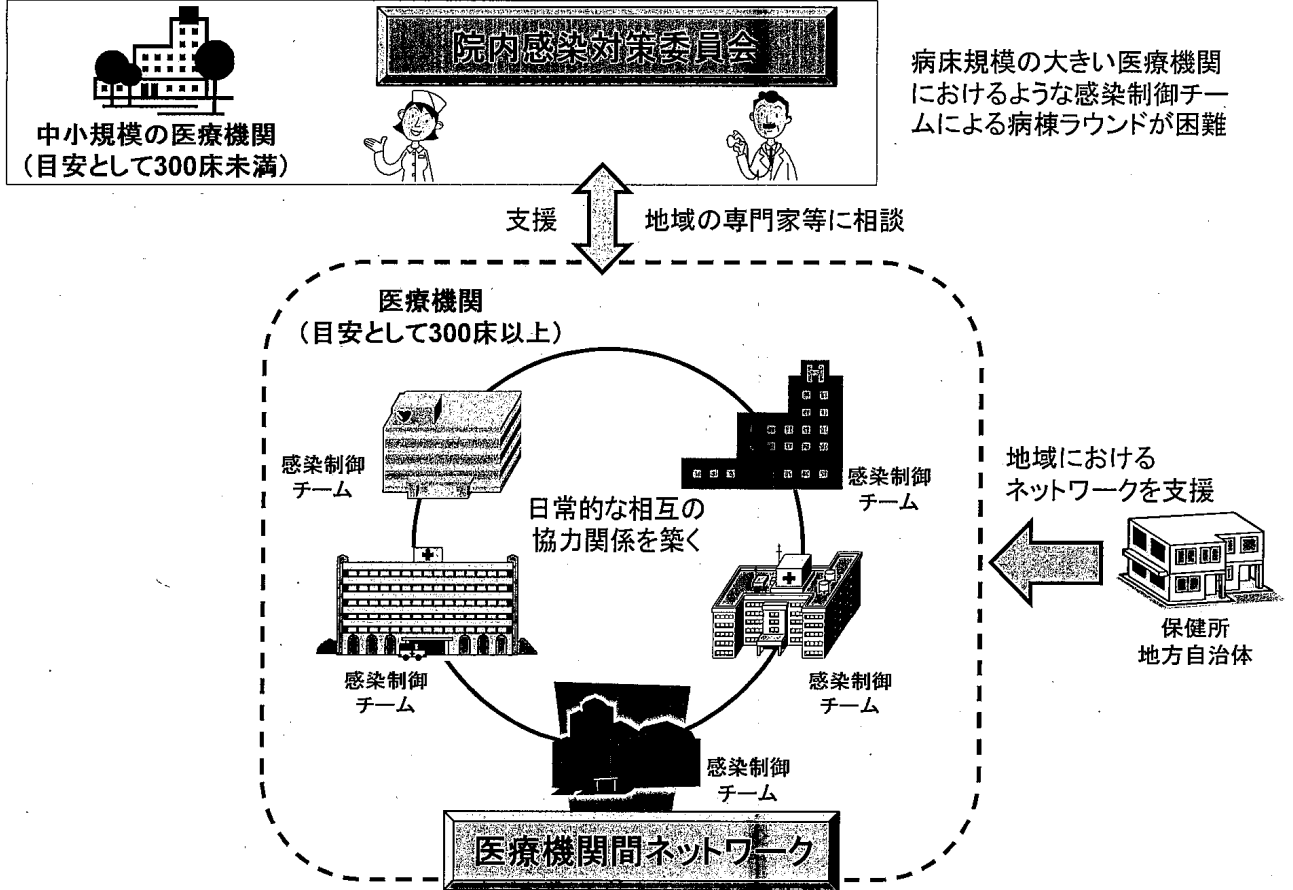 院内感染対策委員会
中小規模の医療機関
(目安として300床未満)
病床規模の大きい医療機関
におけるような感染制御チー
ムによる病棟ラウンドが困難
支援
地域の専門家等に相談
医療機関
(目安として300床以上)
感染制御
チーム
H
感染制御
チーム
日常的な相互の
協力関係を築く
感染制御
チーム
感染制御
チーム
感染制御
チーム
医療機関間ネットワーク
地域における
ネットワークを支援
保健所
地方自治体